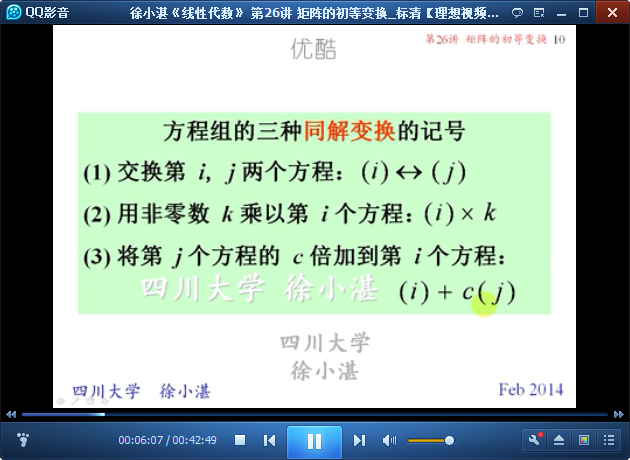 QQ影音
徐小湛《线性代数》 第26讲 矩阵的初等变换_标清【理想视频...
优酷
第26讲 矩阵的初等变换 10
方程组的三种同解变换的记号
(1) 交换第 i, j 两个方程：(i)↔(j)
(2) 用非零数 k 乘以第 i 个方程：(i)×k
(3) 将第 j 个方程的 c 倍加到第 i 个方程：
四川大学 徐小湛
(i) + c(j)
四川大学
徐小湛
四川大学 徐小湛
Feb 2014
00:06:07 / 00:42:49